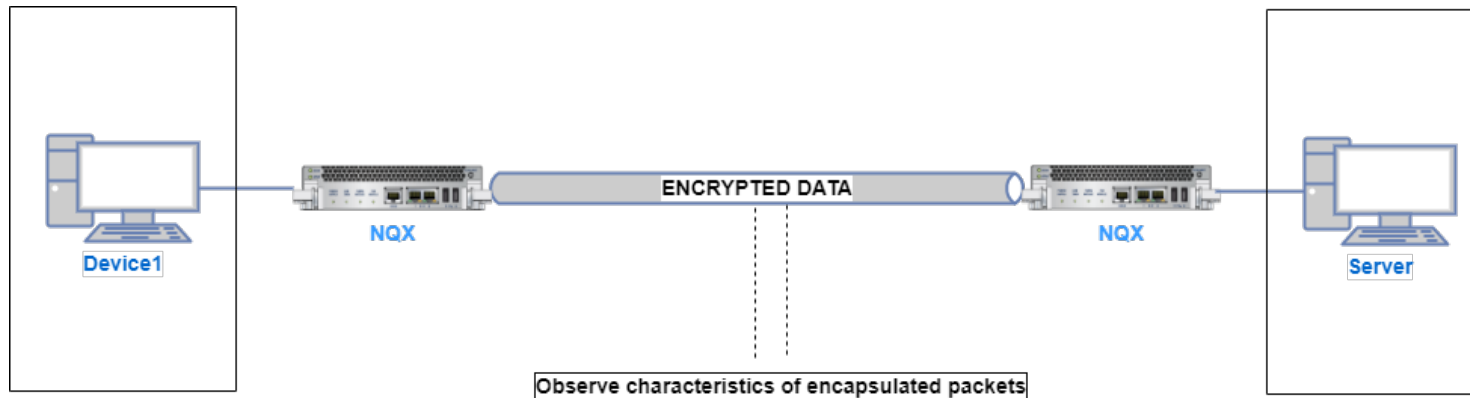 ENCRYPTED DATA
NQX
NQX
Device1
Server
Observe characteristics of encapsulated packets